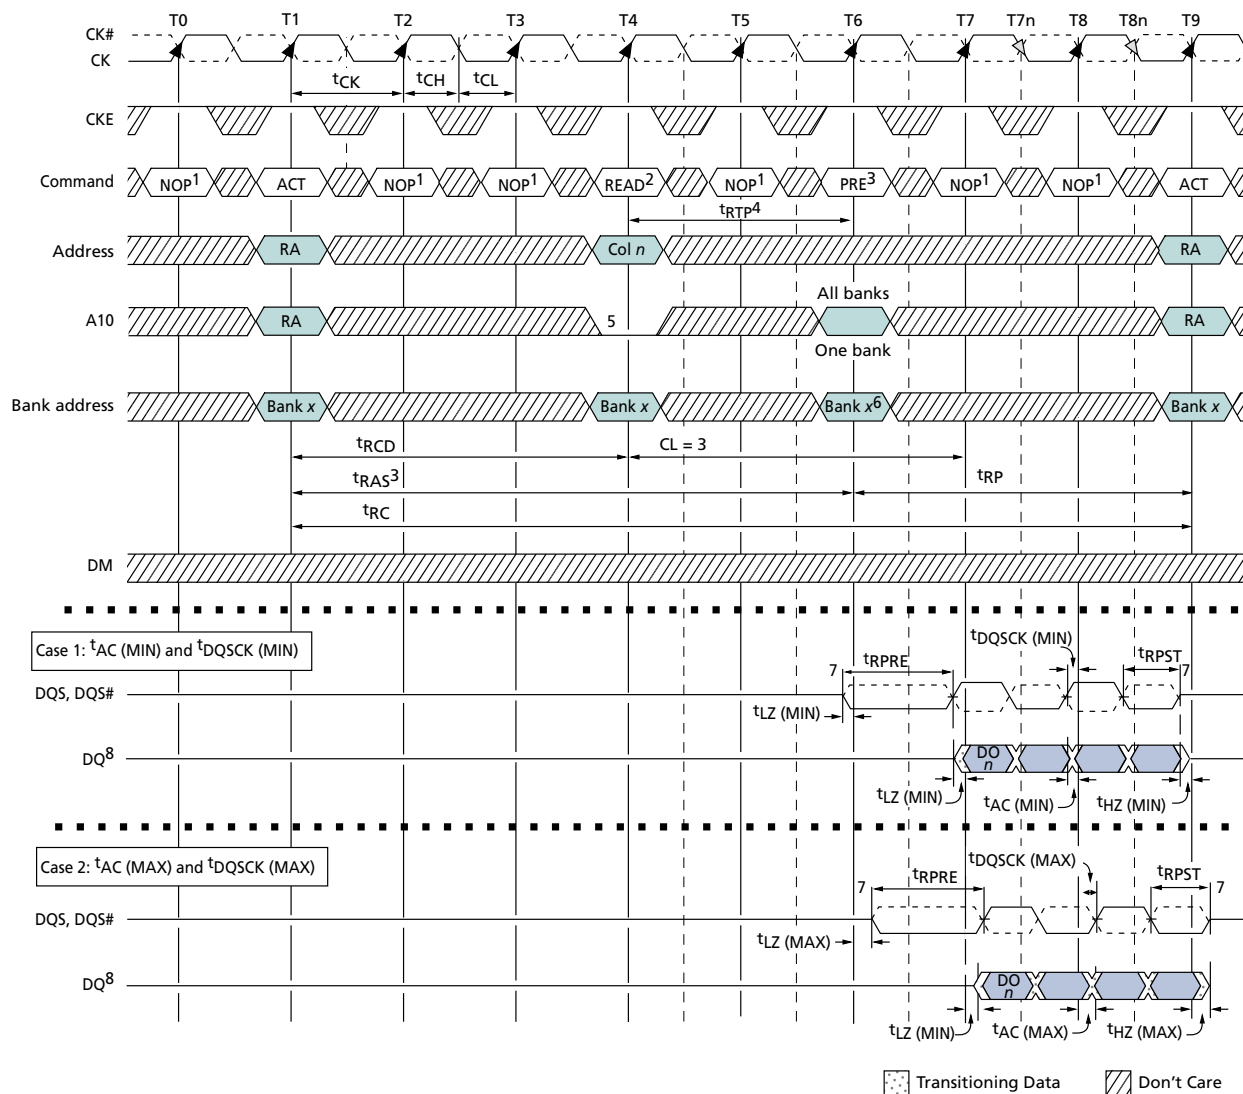 T0 T1 T2 T3 T4 T5 T6 T7 T7n T8 T8n T9
CK#
CK
tCK tCH tCL
CKE
Command NOP1 ACT NOP1 NOP1 READ2 NOP1 PRE3 NOP1 NOP1 ACT
tRTP4
Address RA Col n RA
All banks
A10 RA 5 RA
One bank
Bank address Bank x Bank x Bank x6 Bank x
tRCD CL = 3
tRAS3 tRP
tRC
DM
Case 1: tAC (MIN) and tDQSCK (MIN)
tDQSCK (MIN)
7 tRPRE tRPST 7
DQS, DQS#
tLZ (MIN)
DQ8 DO
n
tLZ (MIN) tAC (MIN) tHZ (MIN)
Case 2: tAC (MAX) and tDQSCK (MAX)
tDQSCK (MAX)
7 tRPRE tRPST 7
DQS, DQS#
tLZ (MAX)
DQ8 DO
n
tLZ (MIN) tAC (MAX) tHZ (MAX)
Transitioning Data Don't Care